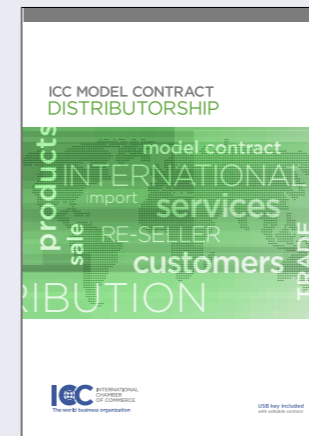 ICC MODEL CONTRACT
DISTRIBUTORSHIP
products
model contract
INTERNATIONAL
import
services
sale
RE-SELLER
customers
TRADE
RIBUTION
ICC
INTERNATIONAL
CHAMBER
OF COMMERCE
The world business organization
USB key included
with editable contract